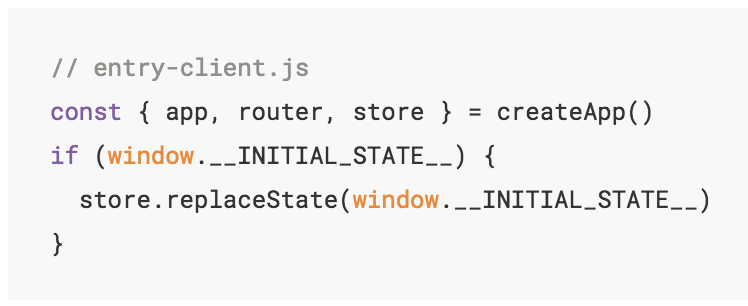 // entry-client.js
const { app, router, store } = createApp()
if (window.__INITIAL_STATE__) {
  store.replaceState(window.__INITIAL_STATE__)
}